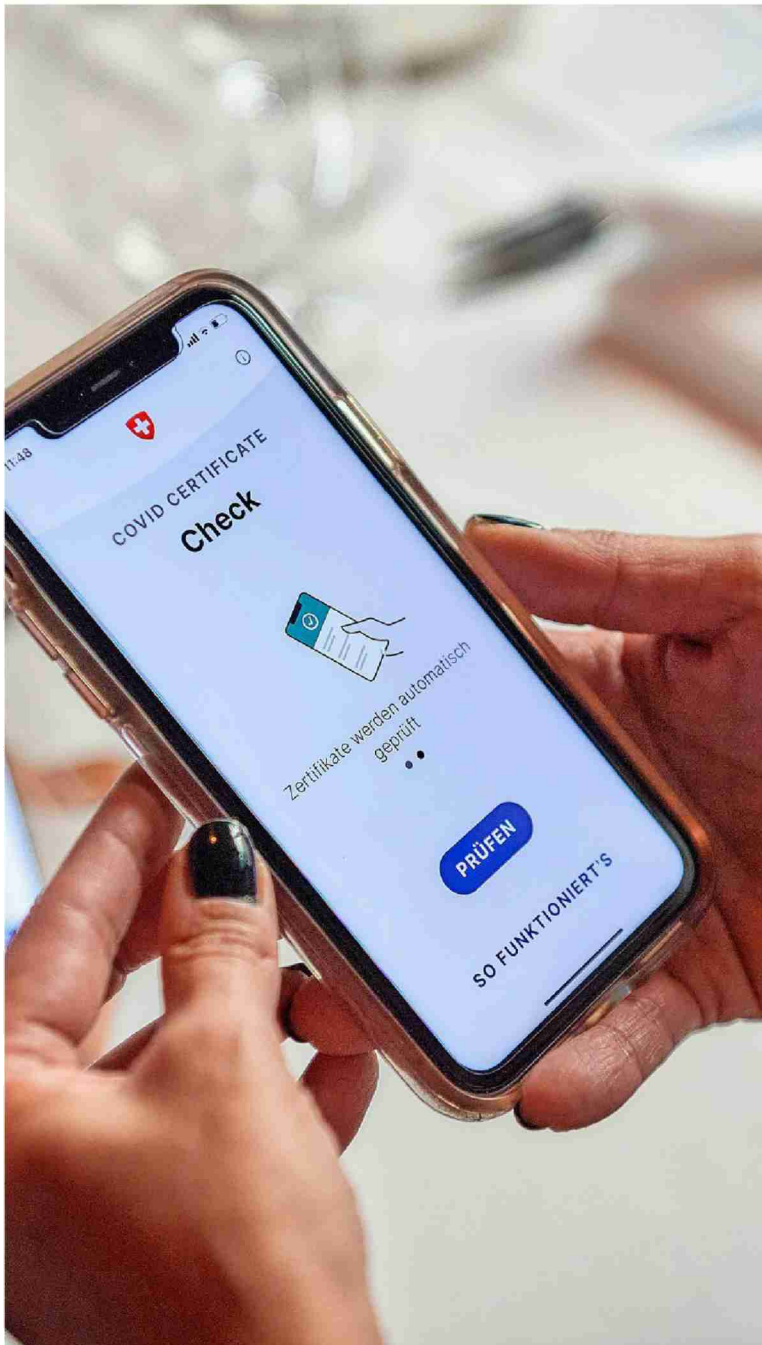 11:48
COVID CERTIFICATE
Check
Zertifikate werden automatisch
geprüft
PRÜFEN
SO FUNKTIONIERT'S